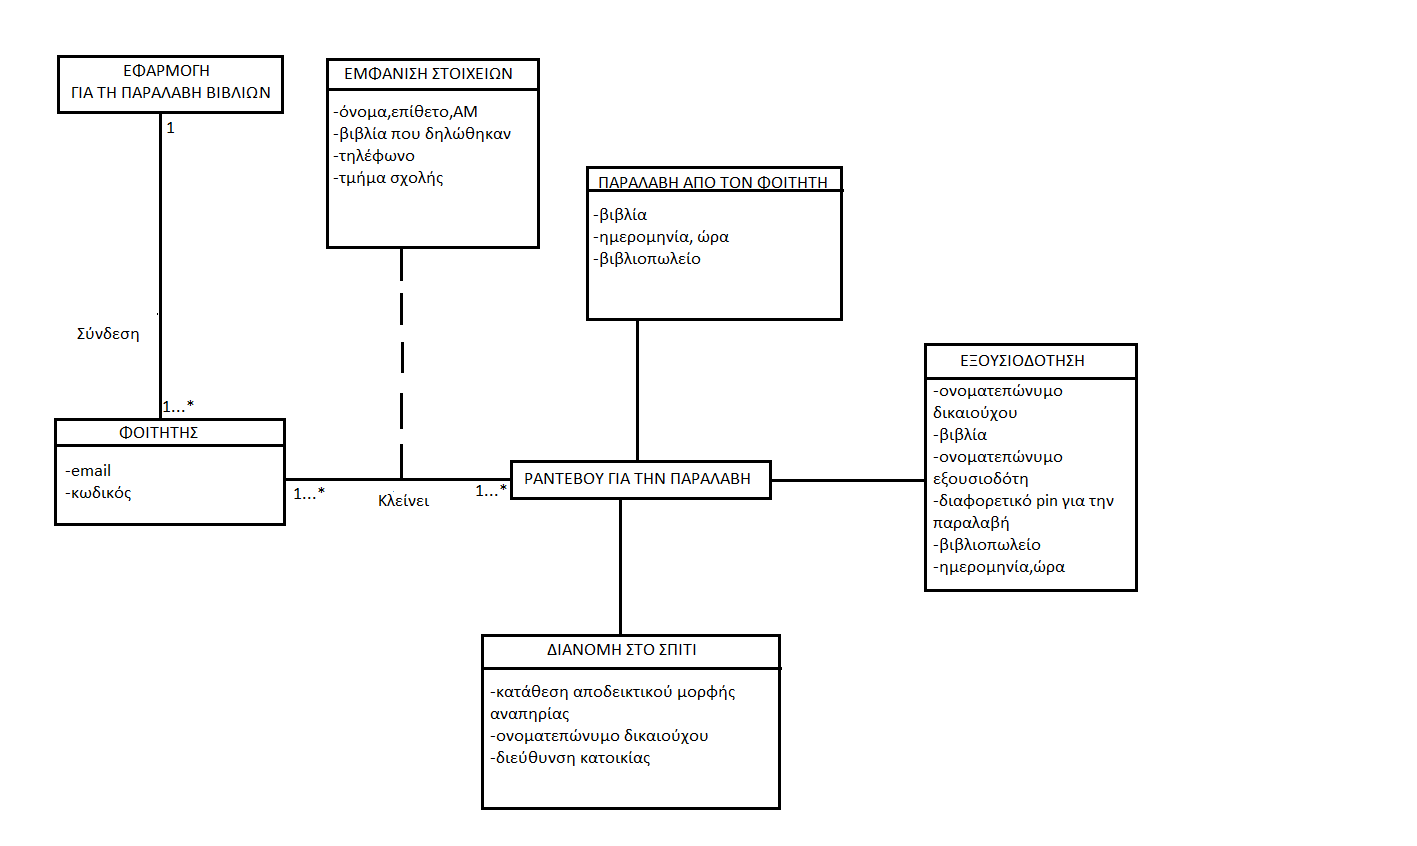 ΕΦΑΡΜΟΓΗ
ΓΙΑ ΤΗ ΠΑΡΑΛΑΒΗ ΒΙΒΛΙΩΝ
1
Σύνδεση
1...*
ΦΟΙΤΗΤΗΣ
-email
-κωδικός
ΕΜΦΑΝΙΣΗ ΣΤΟΙΧΕΙΩΝ
-όνομα,επίθετο,ΑΜ
-βιβλία που δηλώθηκαν
-τηλέφωνο
-τμήμα σχολής
1...*
Κλείνει
1...*
ΡΑΝΤΕΒΟΥ ΓΙΑ ΤΗΝ ΠΑΡΑΛΑΒΗ
ΠΑΡΑΛΑΒΗ ΑΠΟ ΤΟΝ ΦΟΙΤΗΤΗ
-βιβλία
-ημερομηνία, ώρα
-βιβλιοπωλείο
ΕΞΟΥΣΙΟΔΟΤΗΣΗ
-ονοματεπώνυμο
δικαιούχου
-βιβλία
-ονοματεπώνυμο
εξουσιοδότη
-διαφορετικό pin για την
παραλαβή
-βιβλιοπωλείο
-ημερομηνία,ώρα
ΔΙΑΝΟΜΗ ΣΤΟ ΣΠΙΤΙ
-κατάθεση αποδεικτικού μορφής
αναπηρίας
-ονοματεπώνυμο δικαιούχου
-διεύθυνση κατοικίας